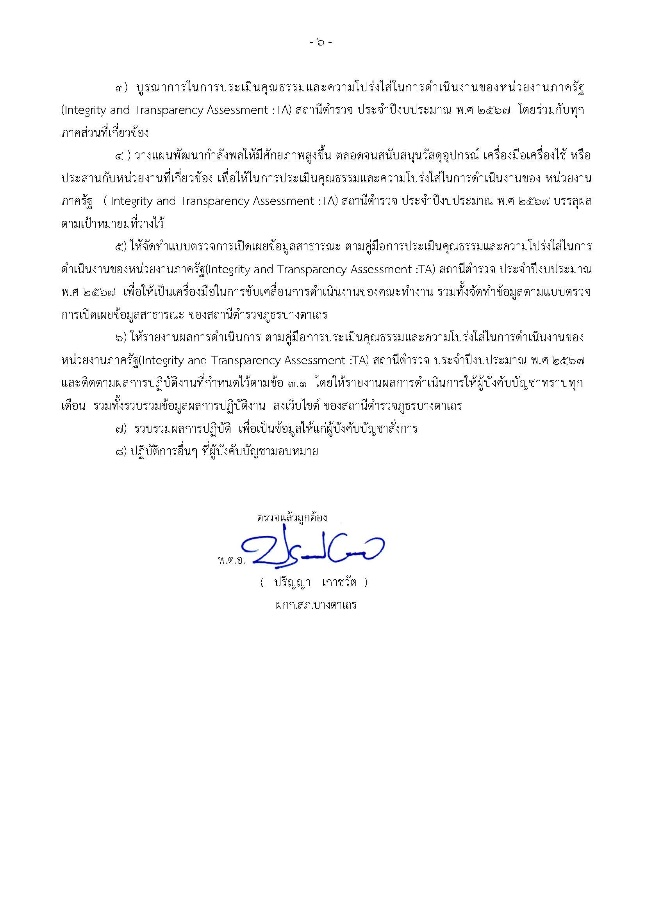 - ๖ -
๓) บูรณาการในการประเมินคุณธรรมและความโปร่งใสในการดำเนินงานของหน่วยงานภาครัฐ
(Integrity and Transparency Assessment :TA) สถานีตำรวจ ประจำปีงบประมาณ พ.ศ ๒๕๖๗ โดยร่วมกับทุก
ภาคส่วนที่เกี่ยวข้อง
๔) วางแผนพัฒนากำลังพลให้มีศักยภาพสูงขึ้น ตลอดจนสนับสนุนวัสดุอุปกรณ์ เครื่องมือเครื่องใช้ หรือ
ประสานกับหน่วยงานที่เกี่ยวข้อง เพื่อให้ในการประเมินคุณธรรมและความโปร่งใสในการดำเนินงานของ หน่วยงาน
ภาครัฐ ( Integrity and Transparency Assessment :TA) สถานีตำรวจ ประจำปีงบประมาณ พ.ศ ๒๕๖๗ บรรลุผล
ตามเป้าหมายที่วางไว้
๕) ให้จัดทำแบบตรวจการเปิดเผยข้อมูลสาธารณะ ตามคู่มือการประเมินคุณธรรมและความโปร่งใสในการ
ดำเนินงานของหน่วยงานภาครัฐ(Integrity and Transparency Assessment :TA) สถานีตำรวจ ประจำปีงบประมาณ
พ.ศ ๒๕๖๗ เพื่อให้เป็นเครื่องมือในการขับเคลื่อนการดำเนินงานของคณะทำงาน รวมทั้งจัดทำข้อมูลตามแบบตรวจ
การเปิดเผยข้อมูลสาธารณะ ของสถานีตำรวจภูธรบางตาเถร
๖) ให้รายงานผลการดำเนินการ ตามคู่มือการประเมินคุณธรรมและความโปร่งใสในการดำเนินงานของ
หน่วยงานภาครัฐ(Integrity and Transparency Assessment :TA) สถานีตำรวจ ประจำปีงบประมาณ พ.ศ ๒๕๖๗
และติดตามผลการปฏิบัติงานที่กำหนดไว้ตามข้อ ๓.๑ โดยให้รายงานผลการดำเนินการให้ผู้บังคับบัญชาทราบทุก
เดือน รวมทั้งรวบรวมข้อมูลผลการปฏิบัติงาน ลงเว็บไซต์ ของสถานีตำรวจภูธรบางตาเถร
๗) รวบรวมผลการปฏิบัติ เพื่อเป็นข้อมูลให้แก่ผู้บังคับบัญชาสั่งการ
๘) ปฏิบัติการอื่นๆ ที่ผู้บังคับบัญชามอบหมาย
ตรวจแล้วถูกต้อง
พ.ต.อ.
( ปริญญา )
ผกก.สภ.บางตาเถร